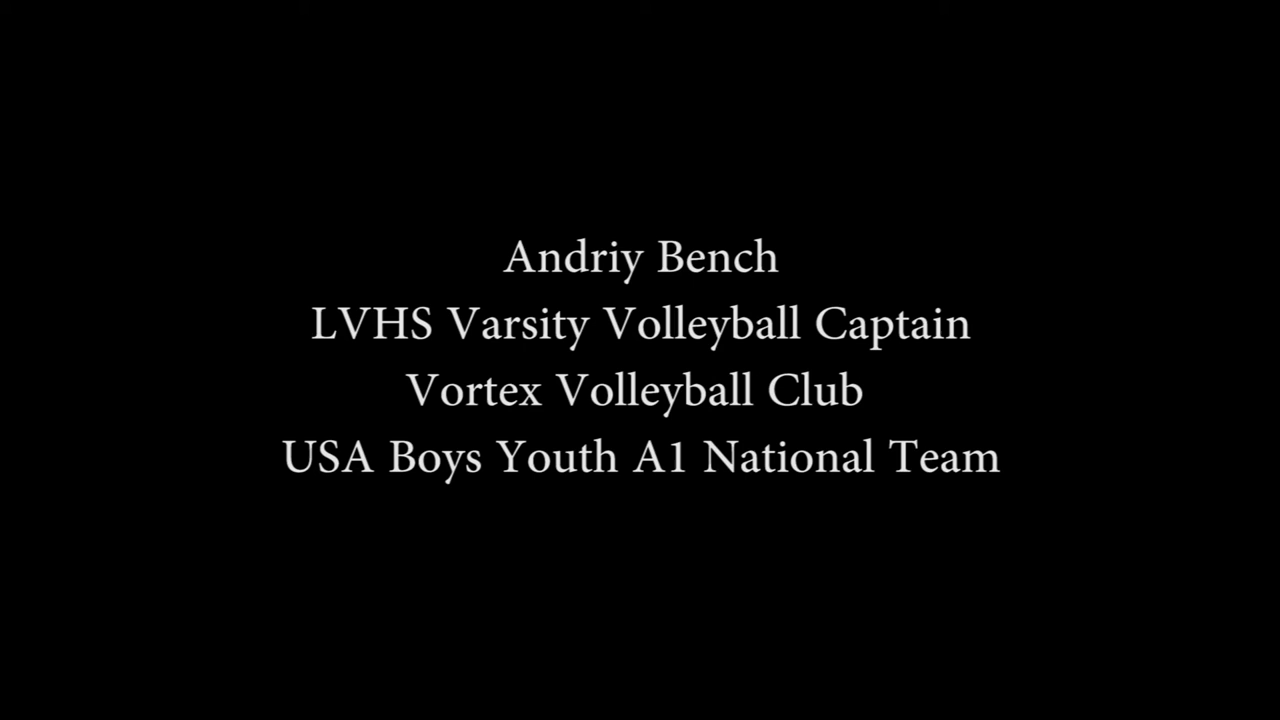 Andriy Bench
LVHS Varsity Volleyball Captain
Vortex Volleyball Club
USA Boys Youth A1 National Team